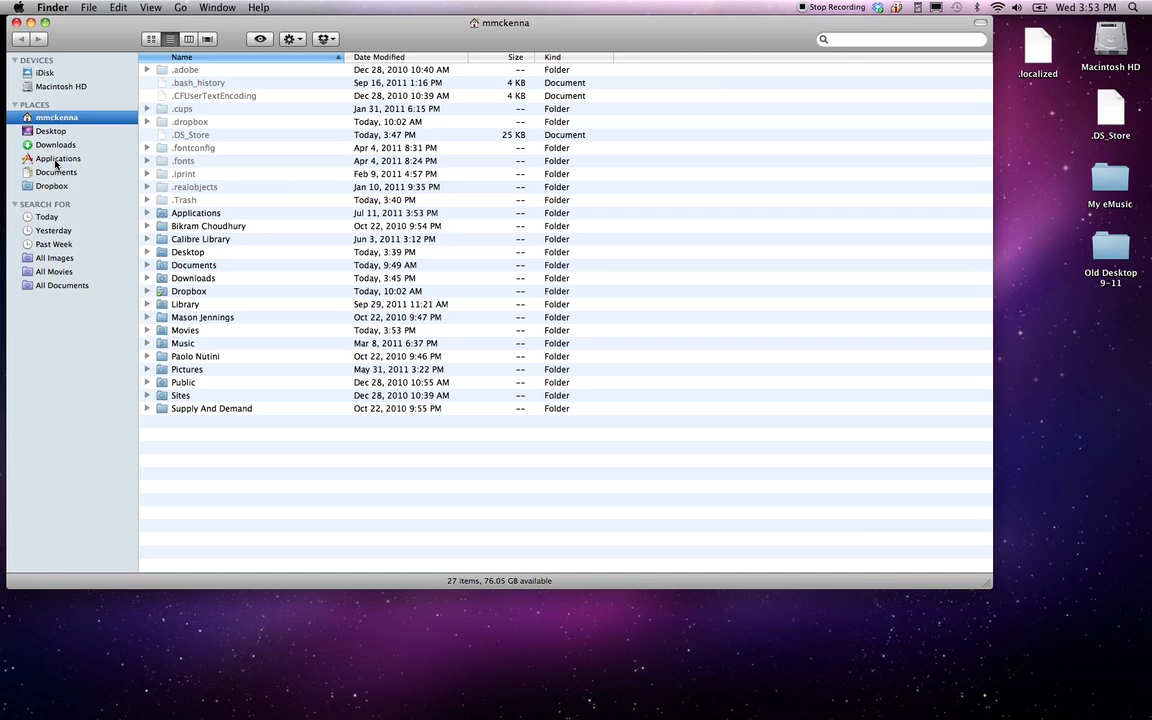 Finder File Edit View Go Window Help Stop Recording Wed 3:53 PM
mmckenna
DEVICES
iDisk
Macintosh HD
PLACES
mmckenna
Desktop
Downloads
Applications
Documents
Dropbox
SEARCH FOR
Today
Yesterday
Past Week
All Images
All Movies
All Documents
Name Date Modified Size Kind
.adobe Dec 28, 2010 10:40 AM -- Folder
.bash_history Sep 16, 2011 1:16 PM 4 KB Document
.CFUserTextEncoding Dec 28, 2010 10:39 AM 4 KB Document
.cups Jan 31, 2011 6:15 PM -- Folder
.dropbox Today, 10:02 AM -- Folder
.DS_Store Today, 3:47 PM 25 KB Document
.fontconfig Apr 4, 2011 8:31 PM -- Folder
.fonts Apr 4, 2011 8:24 PM -- Folder
.iprint Feb 9, 2011 4:57 PM -- Folder
.realobjects Jan 10, 2011 9:35 PM -- Folder
.Trash Today, 3:40 PM -- Folder
Applications Jul 11, 2011 3:53 PM -- Folder
Bikram Choudhury Oct 22, 2010 9:54 PM -- Folder
Calibre Library Jun 3, 2011 3:12 PM -- Folder
Desktop Today, 3:39 PM -- Folder
Documents Today, 9:49 AM -- Folder
Downloads Today, 3:45 PM -- Folder
Dropbox Today, 10:02 AM -- Folder
Library Sep 29, 2011 11:21 AM -- Folder
Mason Jennings Oct 22, 2010 9:47 PM -- Folder
Movies Today, 3:53 PM -- Folder
Music Mar 8, 2011 6:37 PM -- Folder
Paolo Nutini Oct 22, 2010 9:46 PM -- Folder
Pictures May 31, 2011 3:22 PM -- Folder
Public Dec 28, 2010 10:55 AM -- Folder
Sites Dec 28, 2010 10:39 AM -- Folder
Supply And Demand Oct 22, 2010 9:55 PM -- Folder
27 items, 76.05 GB available
.localized
Macintosh HD
.DS_Store
My eMusic
Old Desktop
9-11